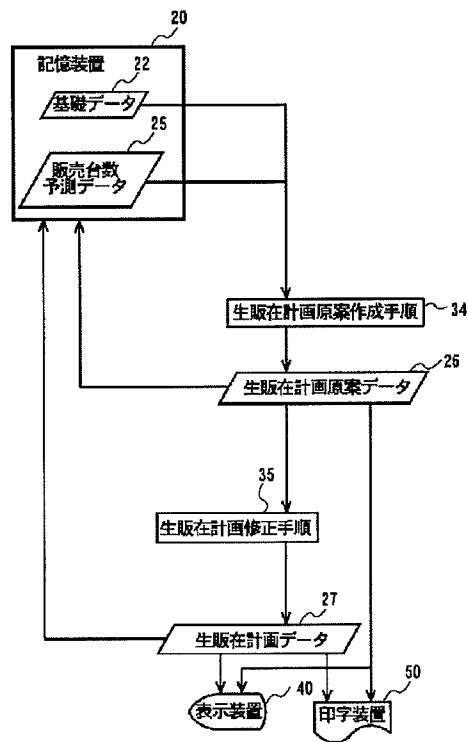 20
記憶装置
22
基礎データ
25
販売台数
予測データ
生販在計画原案作成手順
34
26
生販在計画原案データ
35
生販在計画修正手順
27
生販在計画データ
表示装置
40
印字装置
50